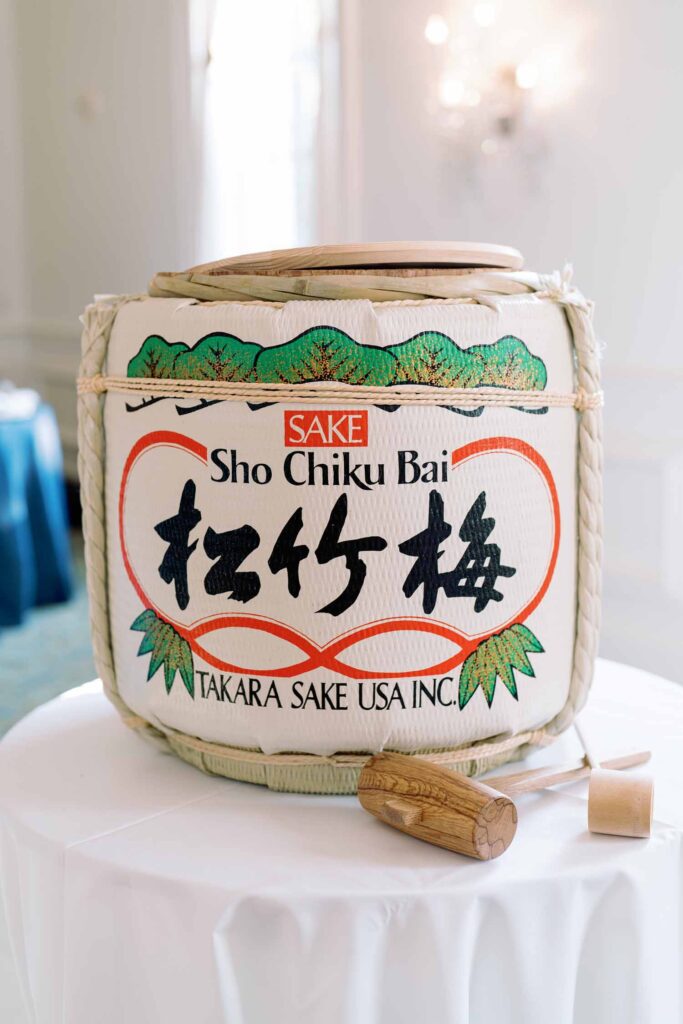 SAKE
Sho Chiku Bai
松竹梅
TAKARA SAKE USA INC.